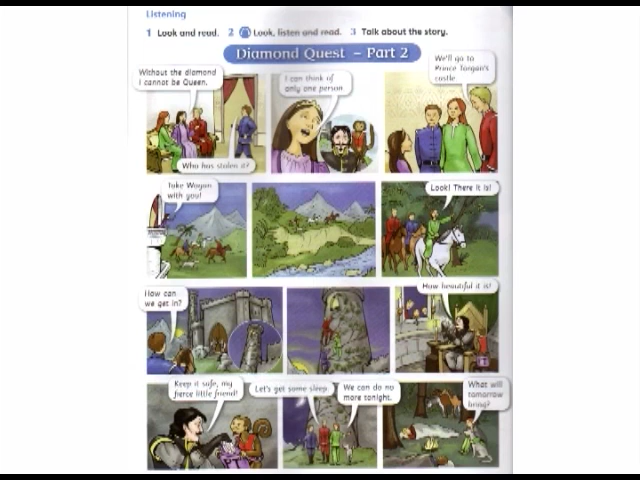 Listening
1 Look and read. 2 Look, listen and read. 3 Talk about the story.
Diamond Quest – Part 2
Without the diamond
I cannot be Queen.
Who has stolen it?
I can think of
only one person.
We'll go to
Prince Torgan's
castle.
Take Wagan
with you!
Look! There it is!
How can
we get in?
How beautiful it is!
Keep it safe, my
fierce little friend!
Let's get some sleep.
We can do no
more tonight.
What will
tomorrow
bring?